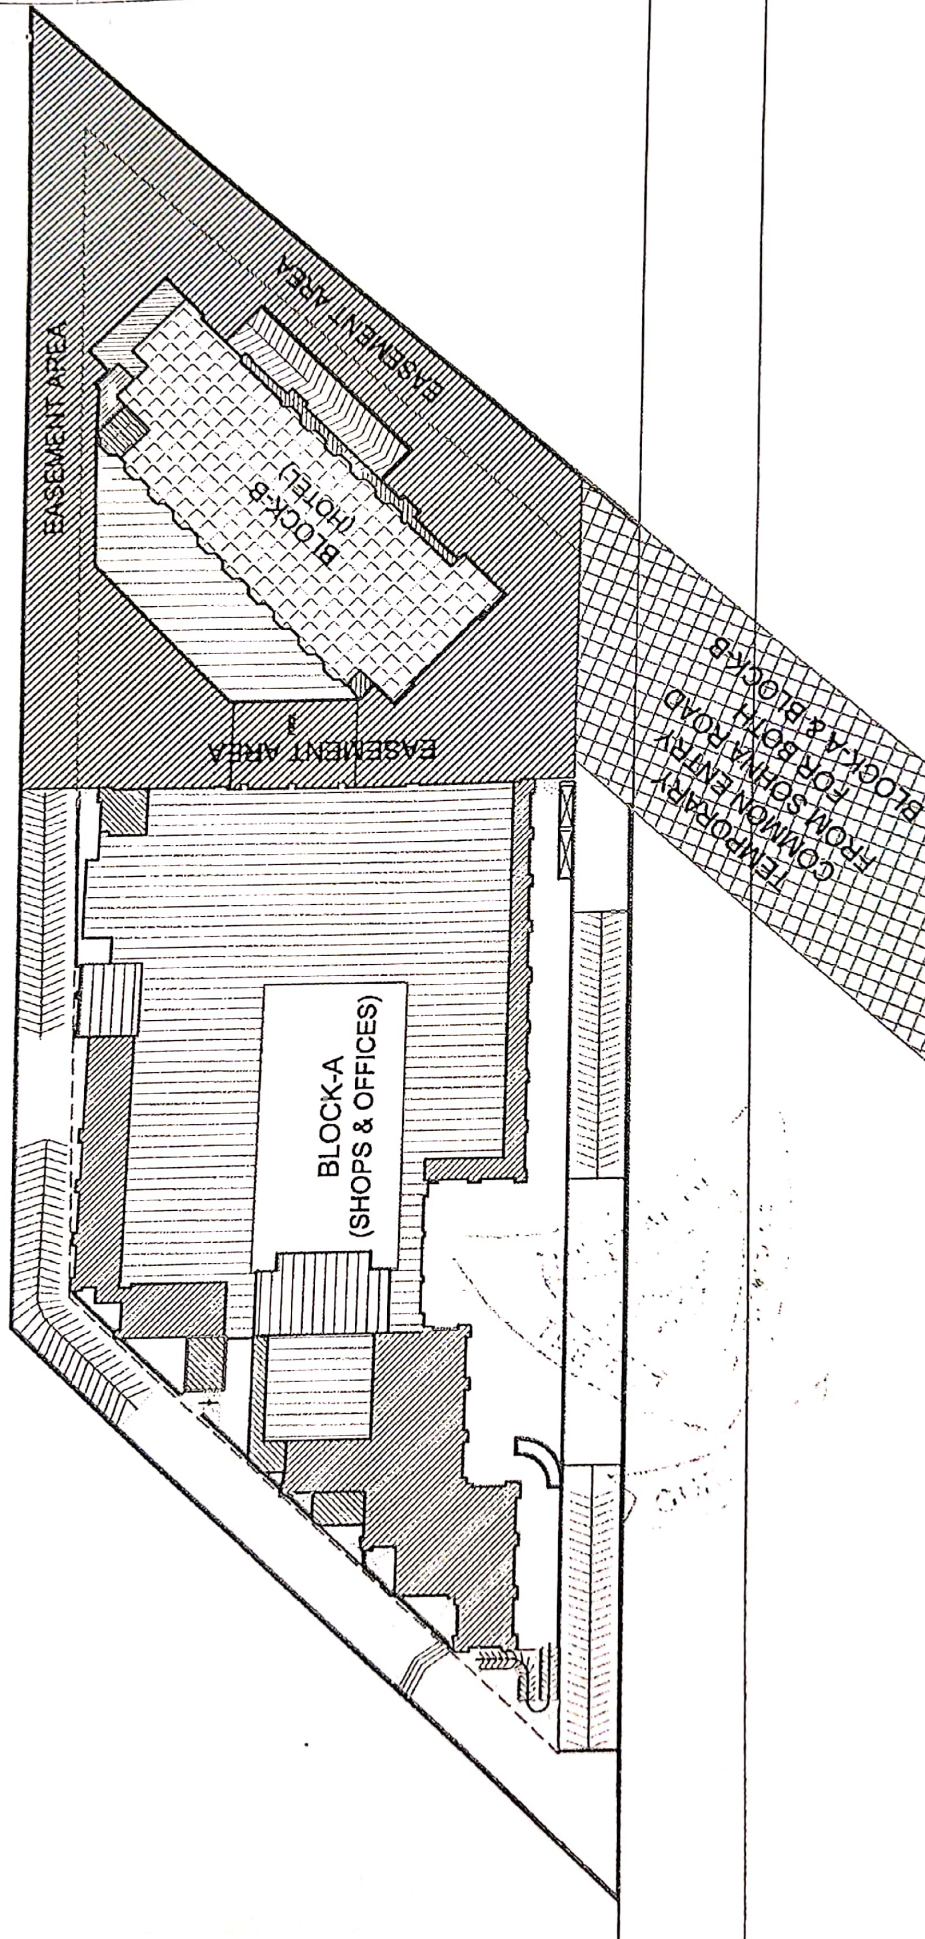 EASEMENT AREA
EASEMENT AREA
BLOCK-B
(HOTEL)
EASEMENT AREA
TEMPORARY
COMMON ENTRY
FROM SOHNA ROAD
FOR BOTH
BLOCK-A & BLOCK-B
BLOCK-A
(SHOPS & OFFICES)